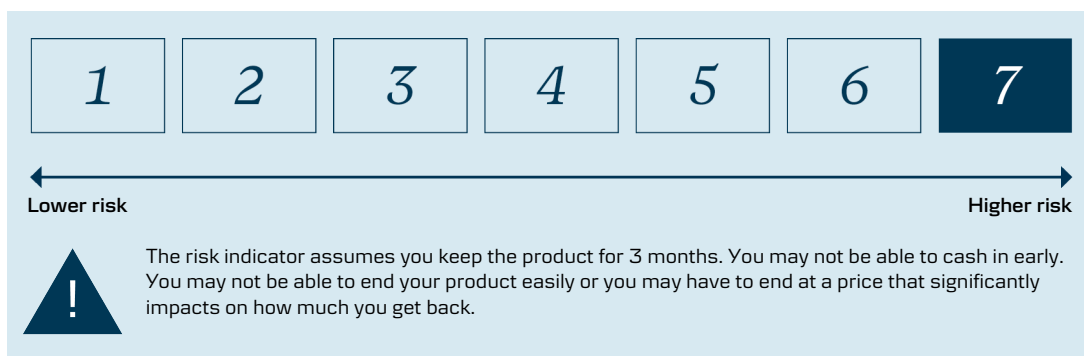 1 2 3 4 5 6 7
Lower risk Higher risk
!
The risk indicator assumes you keep the product for 3 months. You may not be able to cash in early.
You may not be able to end your product easily or you may have to end at a price that significantly
impacts on how much you get back.